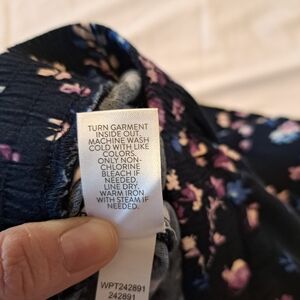 TURN GARMENT
INSIDE OUT.
MACHINE WASH
COLD WITH LIKE
COLORS.
ONLY NON-
CHLORINE
BLEACH IF
NEEDED.
LINE DRY.
WARM IRON
WITH STEAM IF
NEEDED.
WPT242891
242891